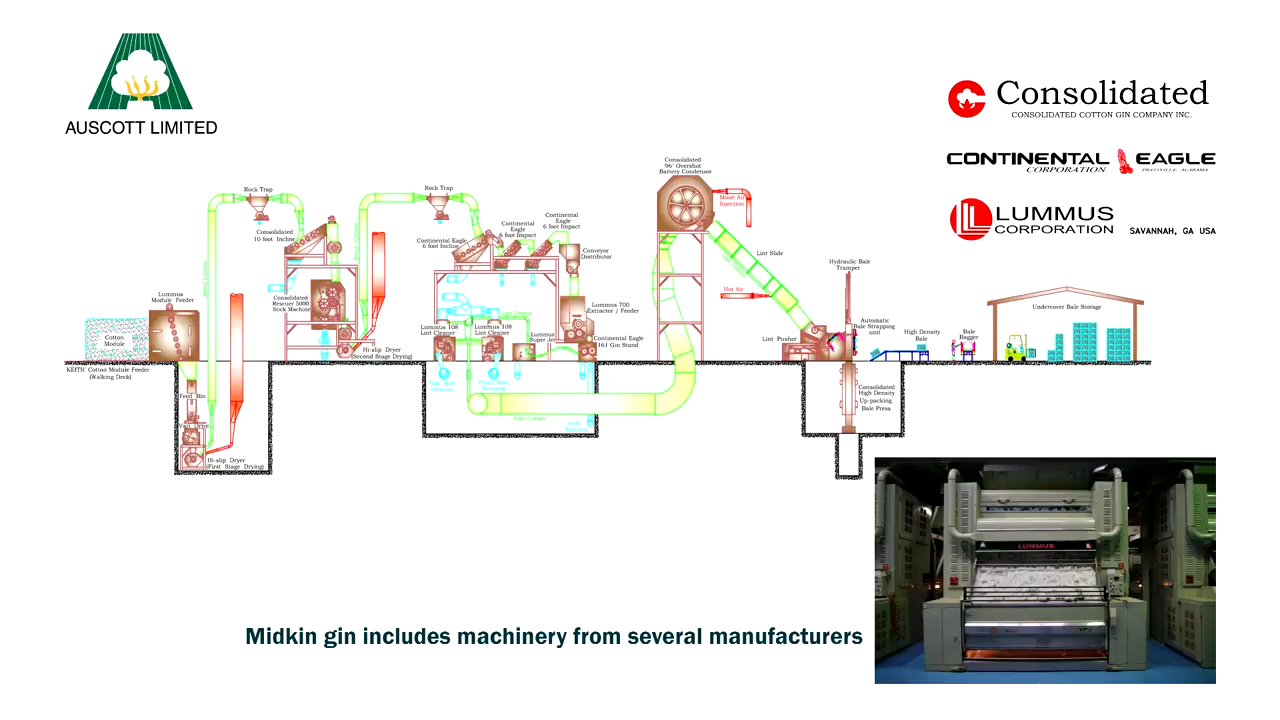 AUSCOTT LIMITED
Consolidated
CONSOLIDATED COTTON GIN COMPANY INC.
CONTINENTAL EAGLE
CORPORATION PRATTVILLE, ALABAMA
LUMMUS
CORPORATION SAVANNAH, GA USA
Rock Trap
Consolidated
10 foot Incline
Rock Trap
Continental Eagle
6 foot Incline
Continental
Eagle
6 foot Impact
Continental
Eagle
6 foot Impact
Conveyor
Distributor
Consolidated
96' Overshot
Battery Condensor
Moist Air
Injection
Lint Slide
Hot Air
Hydraulic Bale
Tramper
Undercover Bale Storage
Lummus
Module Feeder
Cotton
Module
KEITH Cotton Module Feeder
(Walking Deck)
Consolidated
Rescuer 5000
Stick Machine
Hi-slip Dryer
(Second Stage Drying)
Lummus 108
Lint Cleaner
Lummus 108
Lint Cleaner
Lummus
Super Jet
Lummus 700
Extractor / Feeder
Continental Eagle
161 Gin Stand
Lint Pusher
Automatic
Bale Strapping
unit
High Density
Bale
Bale
Bagger
Feed Bin
Hi-slip Dryer
(First Stage Drying)
Lint Cotton
Consolidated
High Density
Up-packing
Bale Press
LUMMUS
Midkin gin includes machinery from several manufacturers